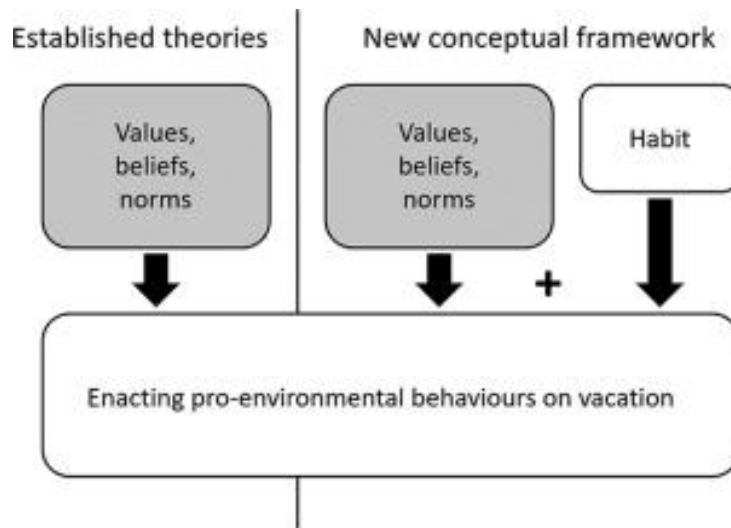 Established theories
New conceptual framework
Values,
beliefs,
norms
Values,
beliefs,
norms
Habit
+
Enacting pro-environmental behaviours on vacation